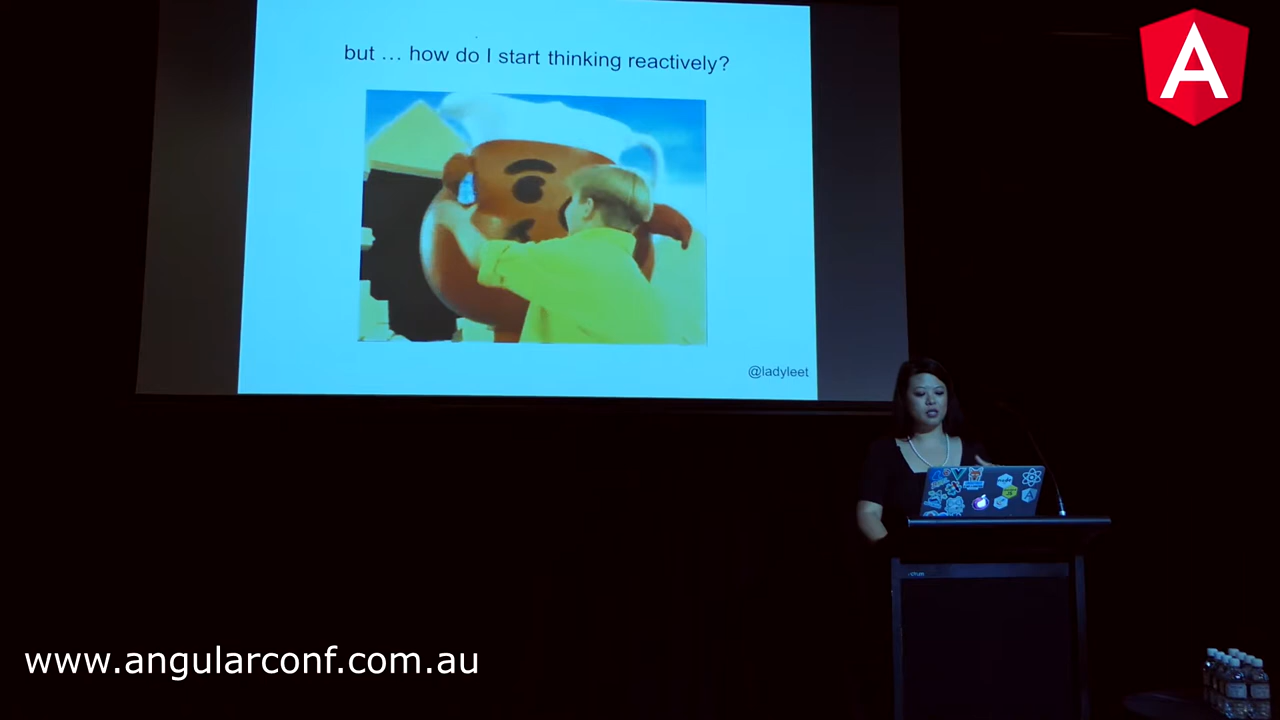 but ... how do I start thinking reactively?
@ladyleet
A
www.angularconf.com.au